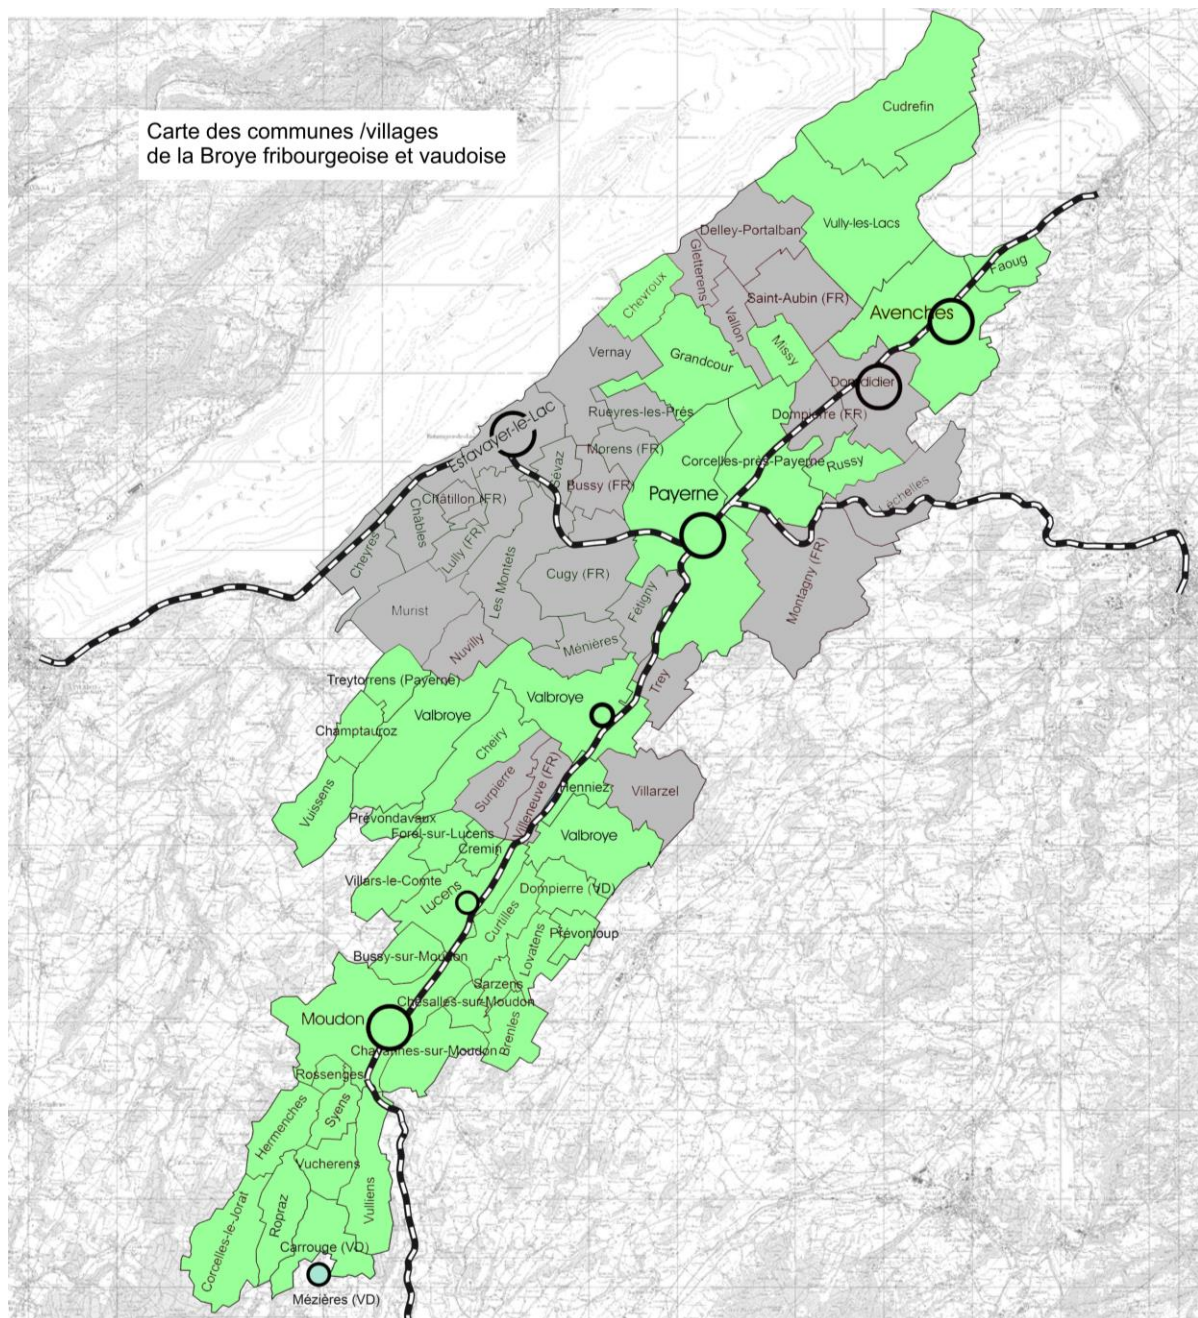 Carte des communes /villages
de la Broye fribourgeoise et vaudoise
Cudrefin
Vully-les-Lacs
Delley-Portalban
Gletterens
Faoug
Saint-Aubin (FR)
Chevroux
Vallon
Avenches
Missy
Vernay
Grandcour
Domdidier
Rueyres-les-Prés
Dompierre (FR)
Estavayer-le-Lac
Morens (FR)
Corcelles-près-Payerne
Russy
Sévaz
Bussy (FR)
Payerne
Léchelles
Châtillon (FR)
Châbles
Cheyres
Lully (FR)
Les Montets
Cugy (FR)
Fétigny
Montagny (FR)
Murist
Nuvilly
Ménières
Trey
Treytorrens (Payerne)
Valbroye
Valbroye
Champtauroz
Cheiry
Surpierre
Villeneuve (FR)
Henniez
Villarzel
Vuissens
Prévondavaux
Forel-sur-Lucens
Cremin
Valbroye
Villars-le-Comte
Lucens
Dompierre (VD)
Curtilles
Prévonloup
Lovatens
Bussy-sur-Moudon
Sarzens
Chesalles-sur-Moudon
Moudon
Brenles
Chavannes-sur-Moudon
Rossenges
Hermenches
Syens
Vucherens
Vulliens
Ropraz
Corcelles-le-Jorat
Carrouge (VD)
Mézières (VD)